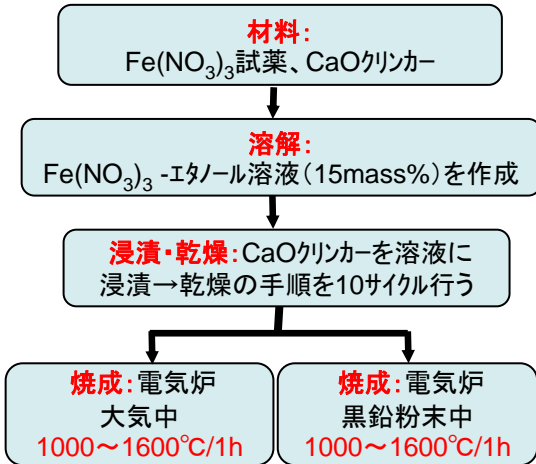 材料:
Fe(NO3)3試薬、CaOクリンカー
溶解:
Fe(NO3)3 -エタノール溶液(15mass%)を作成
浸漬・乾燥:CaOクリンカーを溶液に
浸漬→乾燥の手順を10サイクル行う
焼成:電気炉
大気中
1000~1600℃/1h
焼成:電気炉
黒鉛粉末中
1000~1600℃/1h